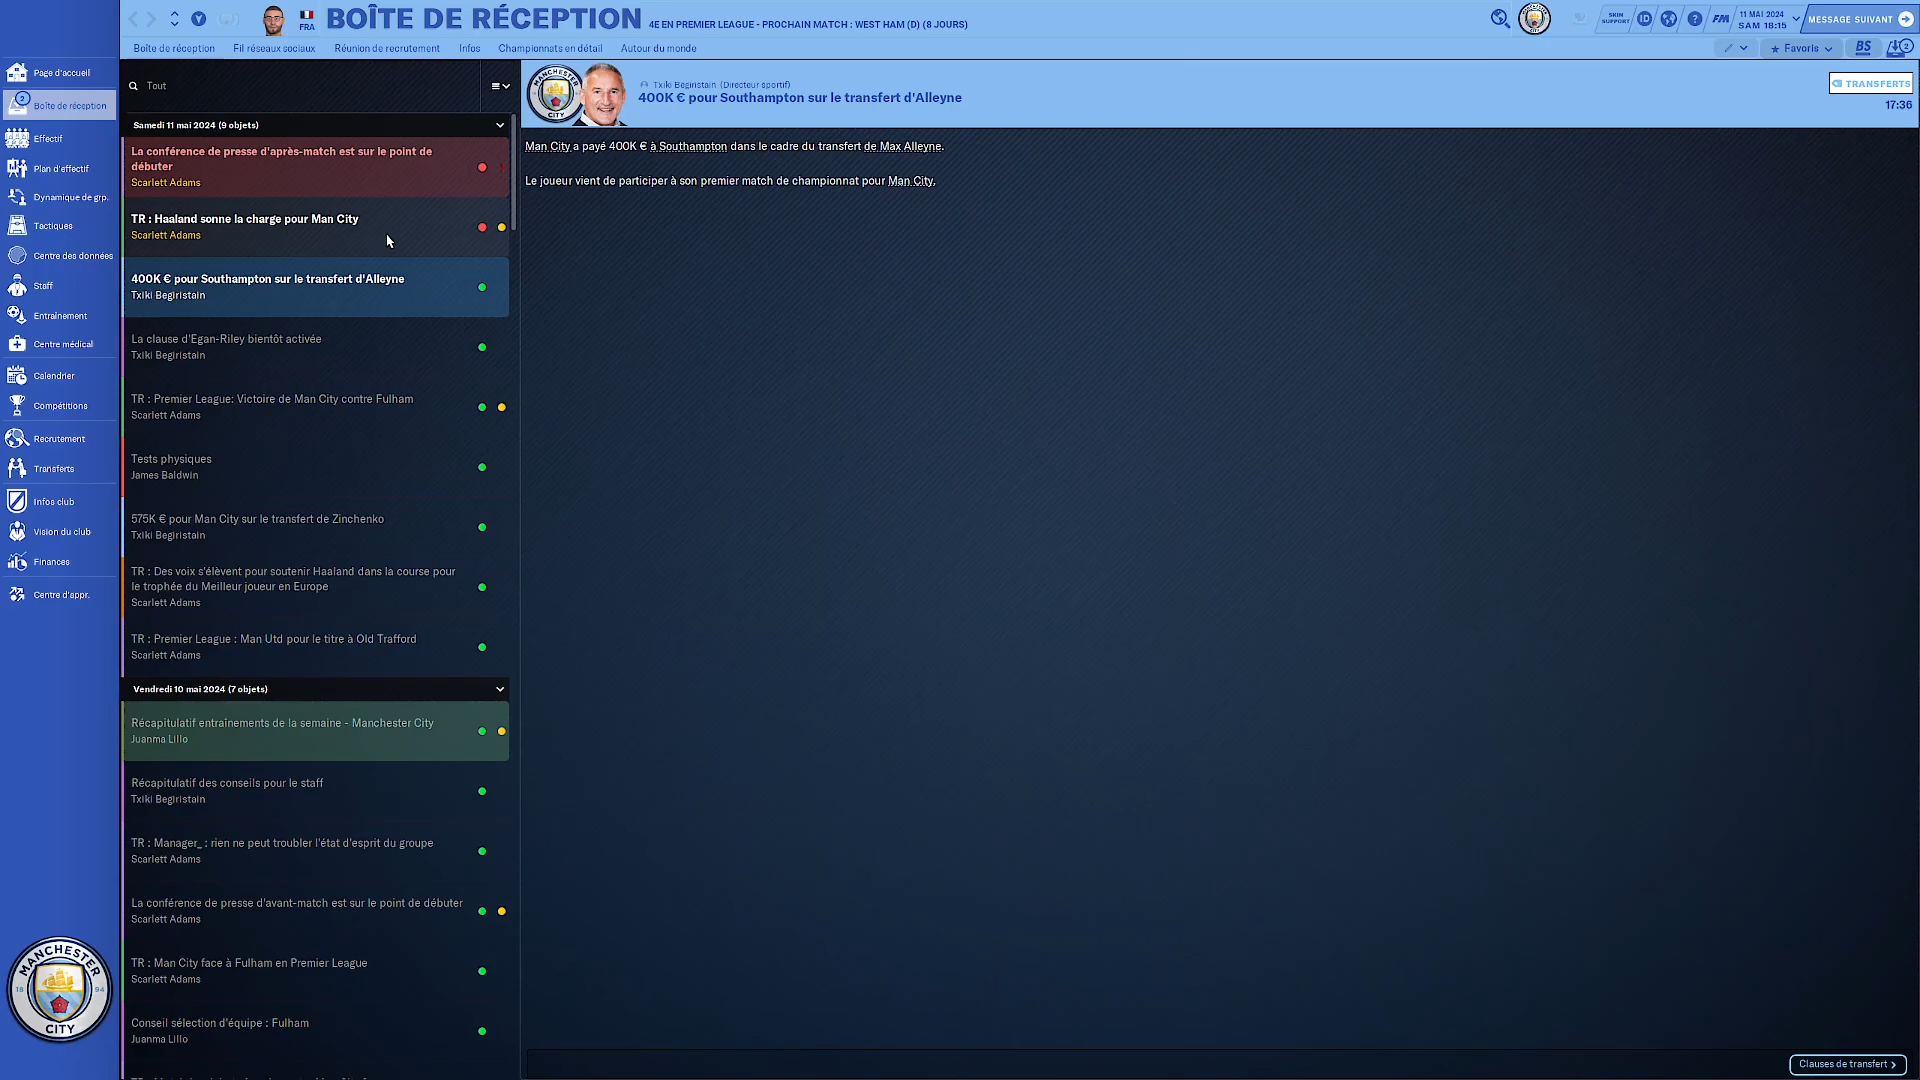 FRA
BOÎTE DE RÉCEPTION
4E EN PREMIER LEAGUE - PROCHAIN MATCH : WEST HAM (D) (8 JOURS)
SKIN SUPPORT
ID
FM
11 MAI 2024
SAM 18:15
MESSAGE SUIVANT
Boîte de réception
Fil réseaux sociaux
Réunion de recrutement
Infos
Championnats en détail
Autour du monde
Favoris
BS
2
Page d'accueil
2
Boîte de réception
Effectif
Plan d'effectif
Dynamique de grp.
Tactiques
Centre des données
Staff
Entraînement
Centre médical
Calendrier
Compétitions
Recrutement
Transferts
Infos club
Vision du club
Finances
Centre d'appr.
MANCHESTER
18 94
CITY
Tout
Samedi 11 mai 2024 (9 objets)
La conférence de presse d'après-match est sur le point de
débuter
Scarlett Adams
TR : Haaland sonne la charge pour Man City
Scarlett Adams
400K € pour Southampton sur le transfert d'Alleyne
Txiki Begiristain
La clause d'Egan-Riley bientôt activée
Txiki Begiristain
TR : Premier League: Victoire de Man City contre Fulham
Scarlett Adams
Tests physiques
James Baldwin
575K € pour Man City sur le transfert de Zinchenko
Txiki Begiristain
TR : Des voix s'élèvent pour soutenir Haaland dans la course pour
le trophée du Meilleur joueur en Europe
Scarlett Adams
TR : Premier League : Man Utd pour le titre à Old Trafford
Scarlett Adams
Vendredi 10 mai 2024 (7 objets)
Récapitulatif entraînements de la semaine - Manchester City
Juanma Lillo
Récapitulatif des conseils pour le staff
Txiki Begiristain
TR : Manager_ : rien ne peut troubler l'état d'esprit du groupe
Scarlett Adams
La conférence de presse d'avant-match est sur le point de débuter
Scarlett Adams
TR : Man City face à Fulham en Premier League
Scarlett Adams
Conseil sélection d'équipe : Fulham
Juanma Lillo
MANCHESTER
CITY
Txiki Begiristain (Directeur sportif)
400K € pour Southampton sur le transfert d'Alleyne
TRANSFERTS
17:36
Man City a payé 400K € à Southampton dans le cadre du transfert de Max Alleyne.
Le joueur vient de participer à son premier match de championnat pour Man City.
Clauses de transfert